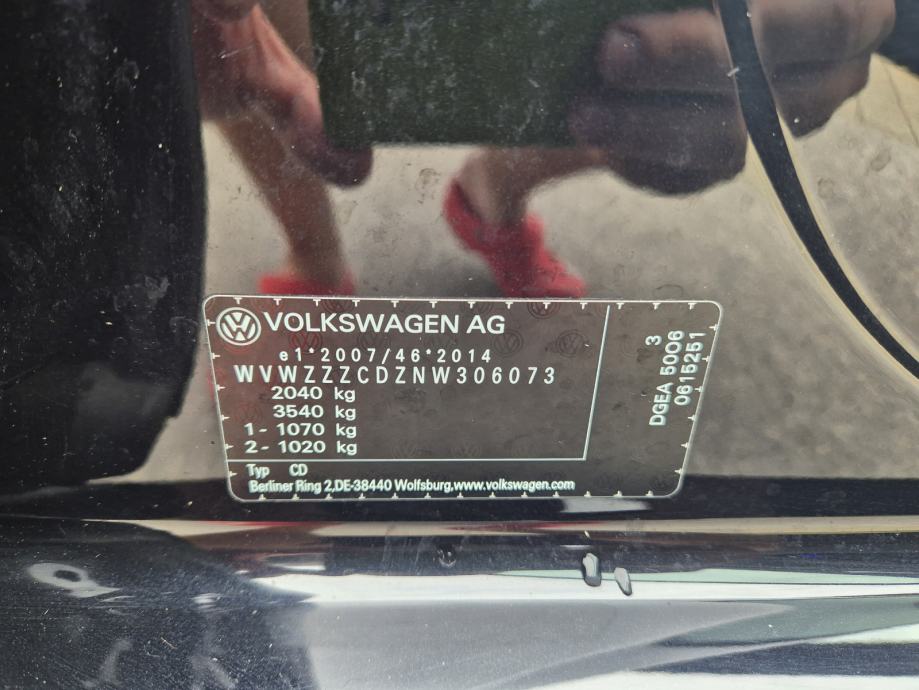 VOLKSWAGEN AG
e1*2007/46*2014
WVWZZZCDZNW306073
2040 kg
3540 kg
1- 1070 kg
2- 1020 kg
Typ CD
Berliner Ring 2,DE-38440 Wolfsburg,www.volkswagen.com
3
DGEA 5006
0615251